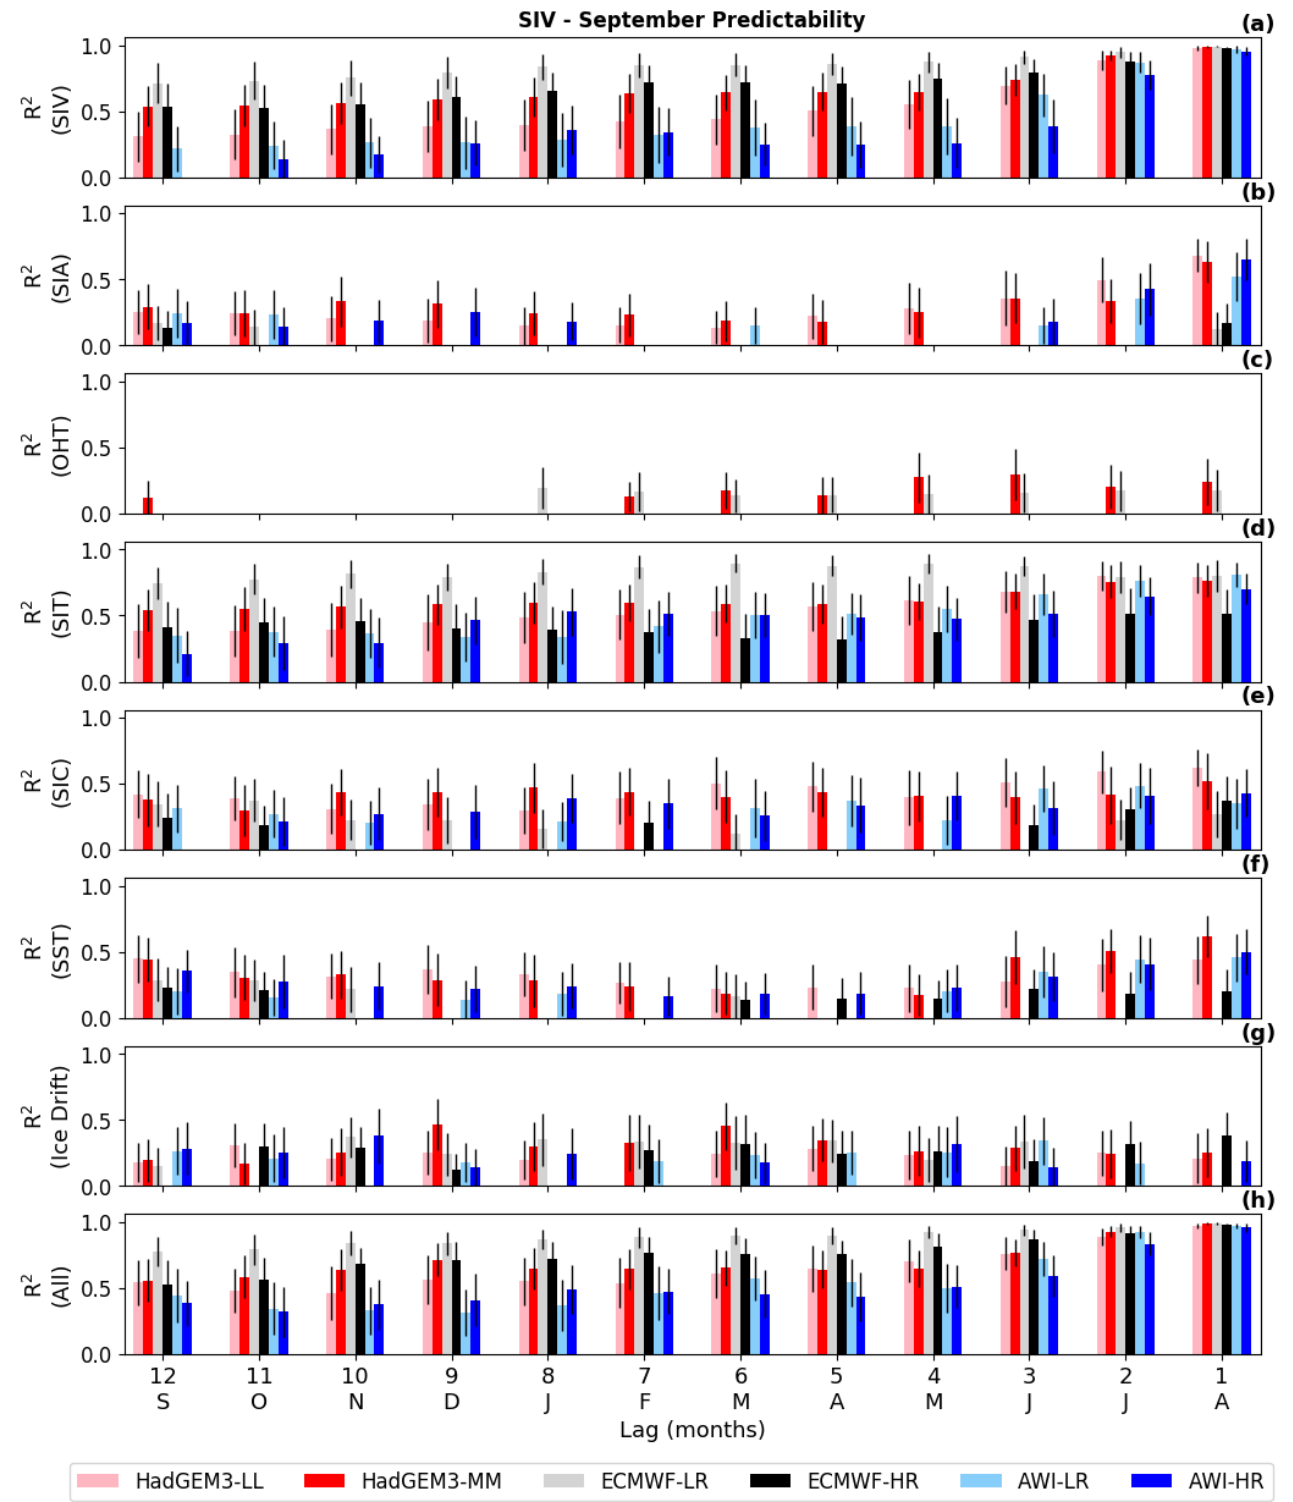 SIV - September Predictability
(a)
1.0
0.5
0.0
R²
(SIV)
(b)
1.0
0.5
0.0
R²
(SIA)
(c)
1.0
0.5
0.0
R²
(OHT)
(d)
1.0
0.5
0.0
R²
(SIT)
(e)
1.0
0.5
0.0
R²
(SIC)
(f)
1.0
0.5
0.0
R²
(SST)
(g)
1.0
0.5
0.0
R²
(Ice Drift)
(h)
1.0
0.5
0.0
R²
(All)
12 11 10 9 8 7 6 5 4 3 2 1
S O N D J F M A M J J A
Lag (months)
HadGEM3-LL HadGEM3-MM ECMWF-LR ECMWF-HR AWI-LR AWI-HR